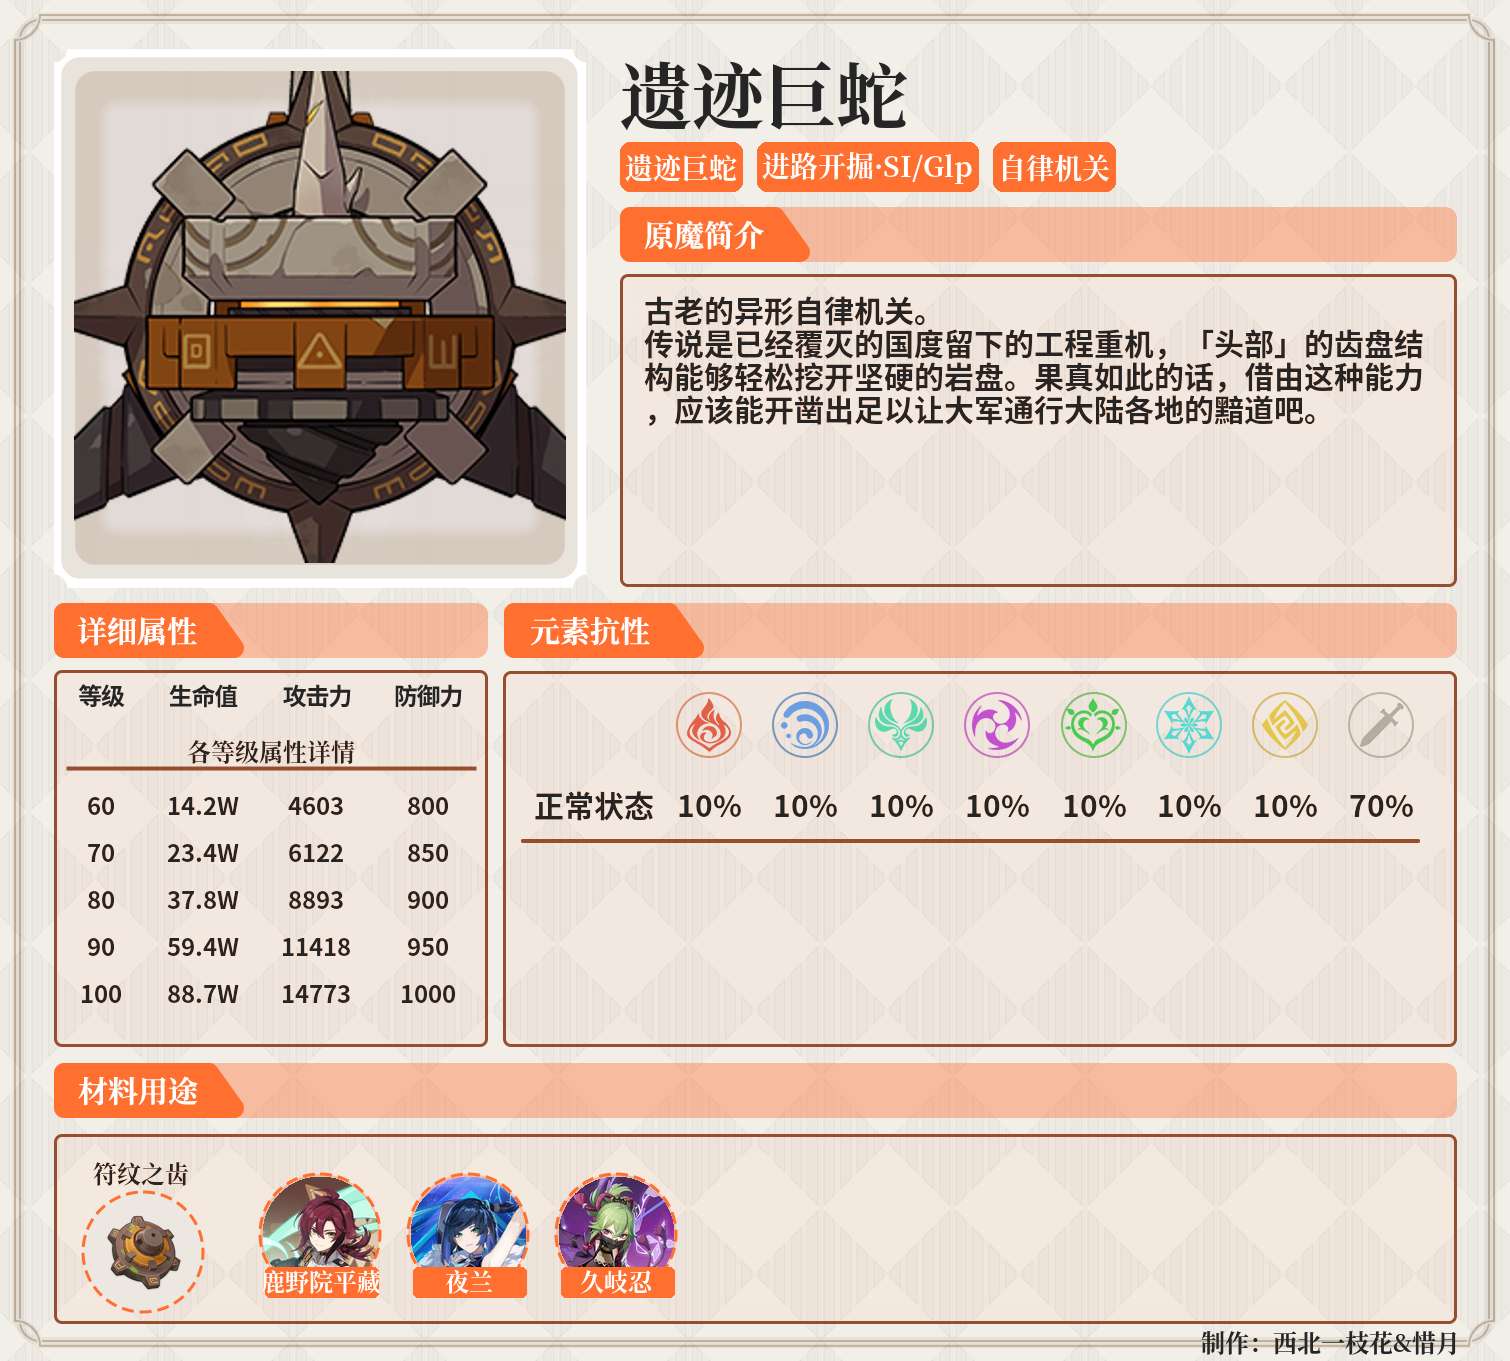 遗迹巨蛇
遗迹巨蛇 进路开掘·SI/Glp 自律机关
原魔简介
古老的异形自律机关。
传说是已经覆灭的国度留下的工程重机，「头部」的齿盘结
构能够轻松挖开坚硬的岩盘。果真如此的话，借由这种能力
，应该能开凿出足以让大军通行大陆各地的黯道吧。
详细属性
等级 生命值 攻击力 防御力
各等级属性详情
60 14.2W 4603 800
70 23.4W 6122 850
80 37.8W 8893 900
90 59.4W 11418 950
100 88.7W 14773 1000
元素抗性
正常状态 10% 10% 10% 10% 10% 10% 10% 70%
材料用途
符纹之齿
鹿野院平藏 夜兰 久岐忍
制作：西北一枝花&惜月